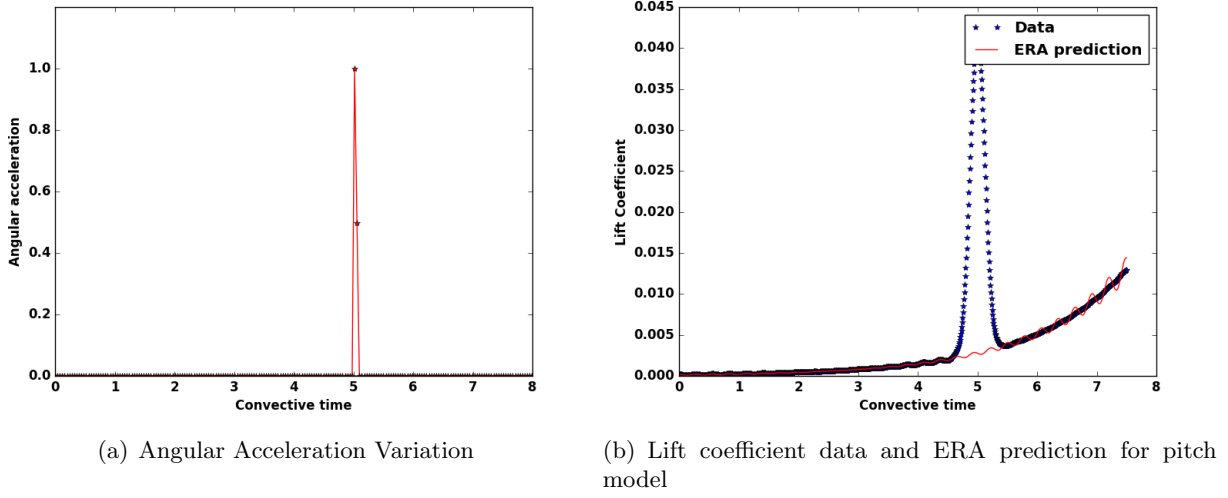 1.0
0.8
0.6
0.4
0.2
0.0
Angular acceleration
0 1 2 3 4 5 6 7 8
Convective time
0.045
0.040
0.035
0.030
0.025
0.020
0.015
0.010
0.005
0.000
Lift Coefficient
Data
ERA prediction
0 1 2 3 4 5 6 7 8
Convective time
(a) Angular Acceleration Variation
(b) Lift coefficient data and ERA prediction for pitch
model